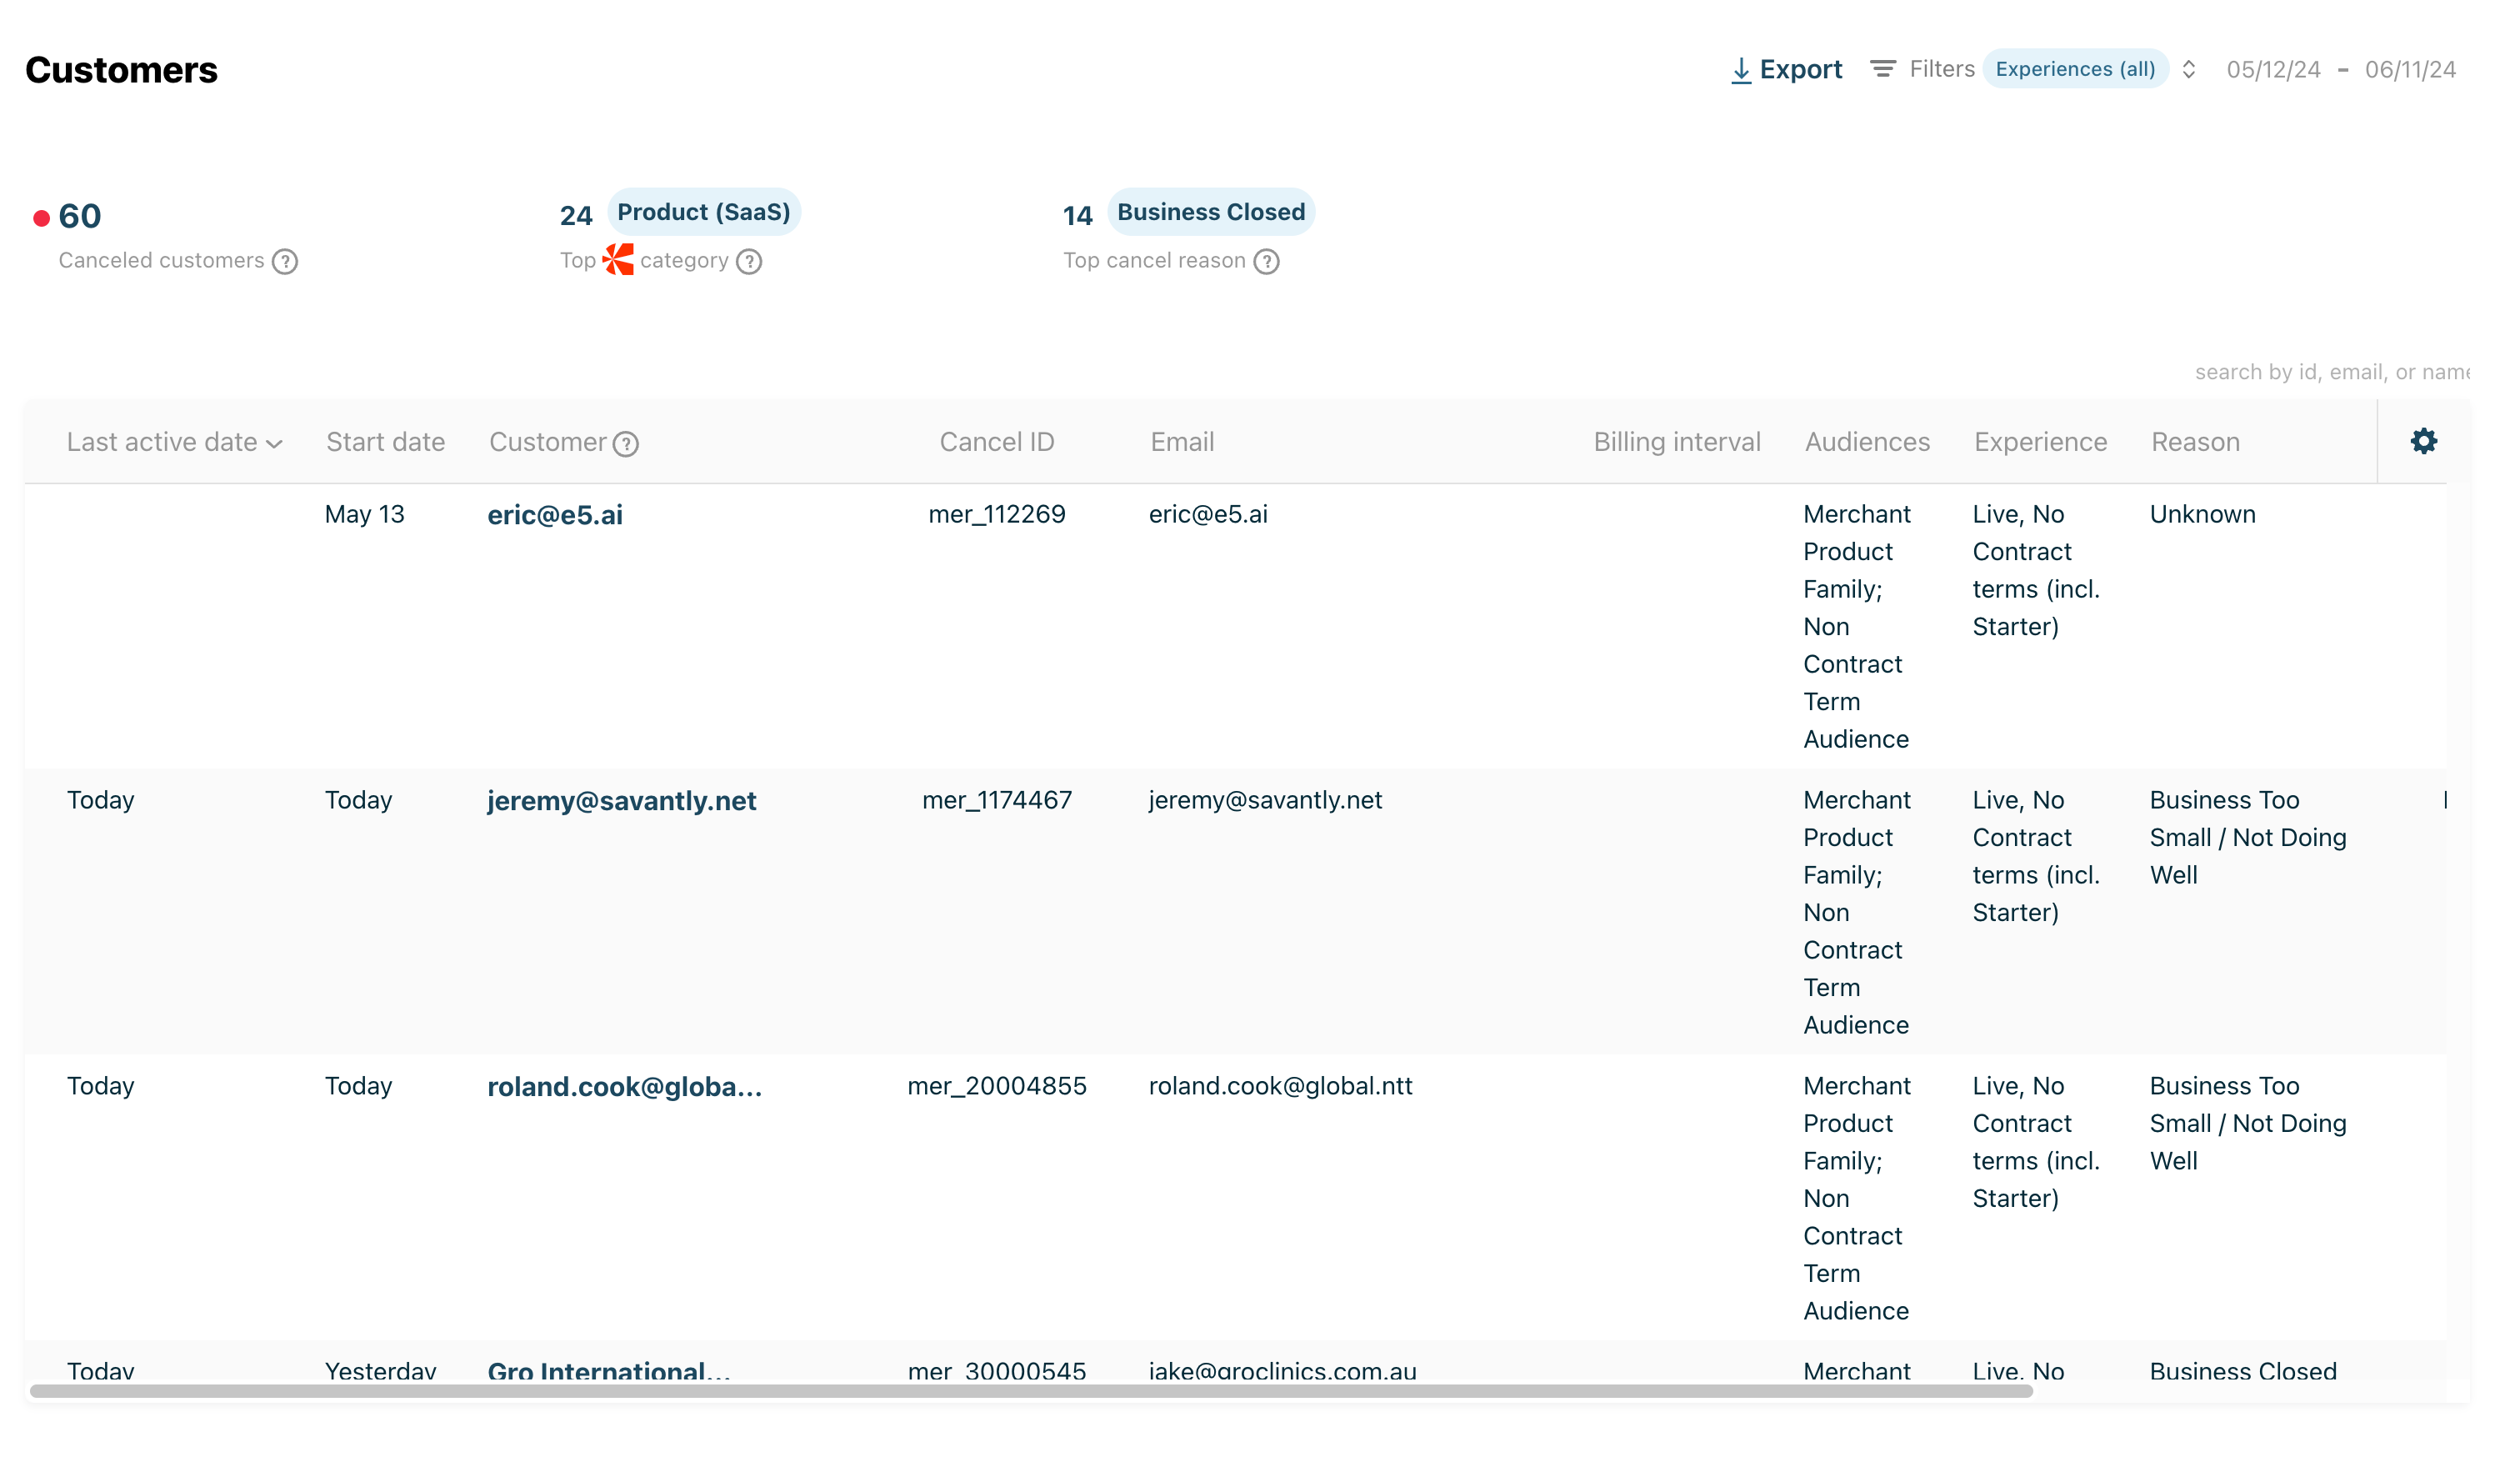 Customers
Export
Filters
Experiences (all)
05/12/24 - 06/11/24
60
Canceled customers ?
24 Product (SaaS)
Top category ?
14 Business Closed
Top cancel reason ?
search by id, email, or name
Last active date Start date Customer ? Cancel ID Email Billing interval Audiences Experience Reason
May 13 eric@e5.ai mer_112269 eric@e5.ai Merchant Live, No Unknown
Product Contract
Family; terms (incl.
Non Starter)
Contract
Term
Audience
Today Today jeremy@savantly.net mer_1174467 jeremy@savantly.net Merchant Live, No Business Too
Product Contract Small / Not Doing
Family; terms (incl. Well
Non Starter)
Contract
Term
Audience
Today Today roland.cook@globa... mer_20004855 roland.cook@global.ntt Merchant Live, No Business Too
Product Contract Small / Not Doing
Family; terms (incl. Well
Non Starter)
Contract
Term
Audience
Today Yesterday Gro International... mer_30000545 jake@groclinics.com.au Merchant Live, No Business Closed